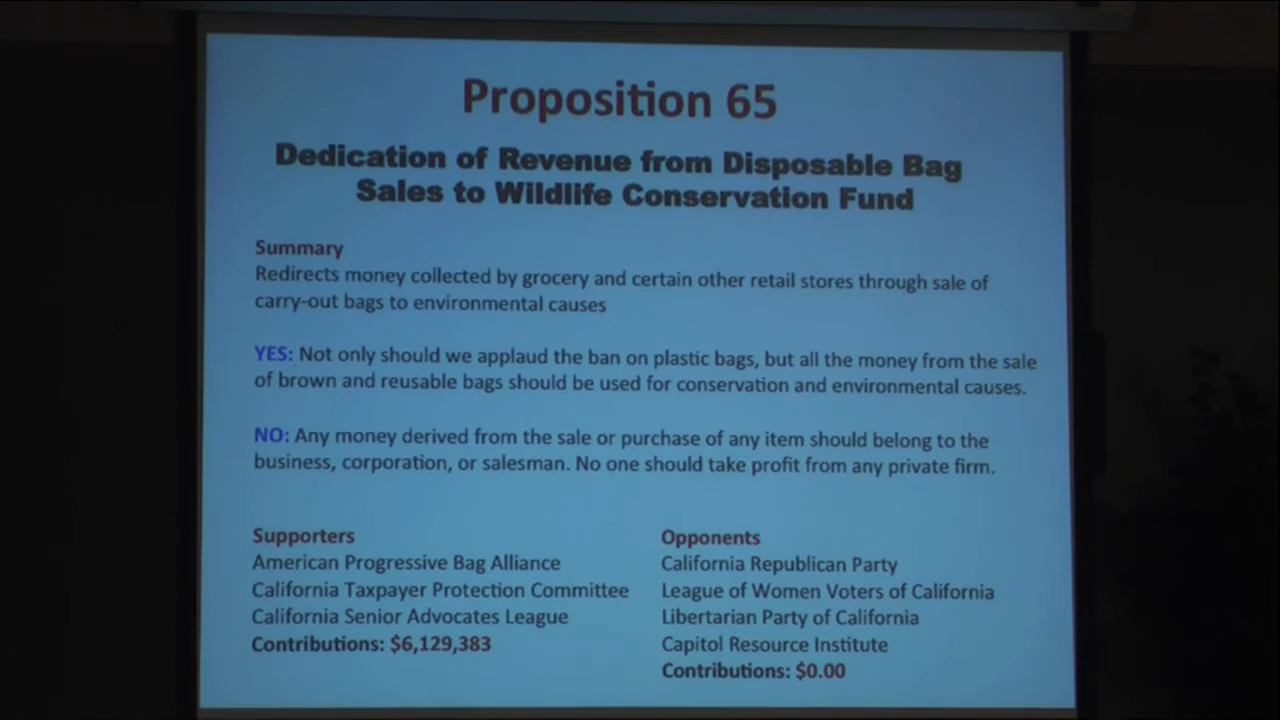 Proposition 65
Dedication of Revenue from Disposable Bag
Sales to Wildlife Conservation Fund
Summary
Redirects money collected by grocery and certain other retail stores through sale of
carry-out bags to environmental causes
YES: Not only should we applaud the ban on plastic bags, but all the money from the sale
of brown and reusable bags should be used for conservation and environmental causes.
NO: Any money derived from the sale or purchase of any item should belong to the
business, corporation, or salesman. No one should take profit from any private firm.
Supporters
American Progressive Bag Alliance
California Taxpayer Protection Committee
California Senior Advocates League
Contributions: $6,129,383
Opponents
California Republican Party
League of Women Voters of California
Libertarian Party of California
Capitol Resource Institute
Contributions: $0.00